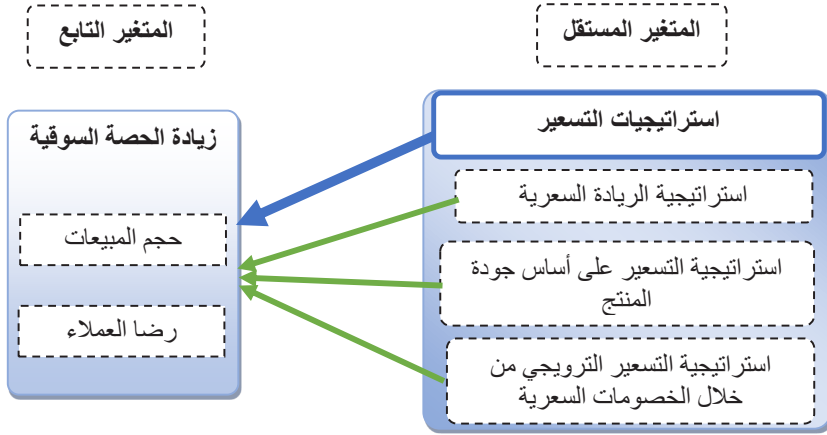 المتغير المستقل
المتغير التابع
استراتيجيات التسعير
استراتيجية الريادة السعرية
استراتيجية التسعير على أساس جودة
المنتج
استراتيجية التسعير الترويجي من
خلال الخصومات السعرية
زيادة الحصة السوقية
حجم المبيعات
رضا العملاء